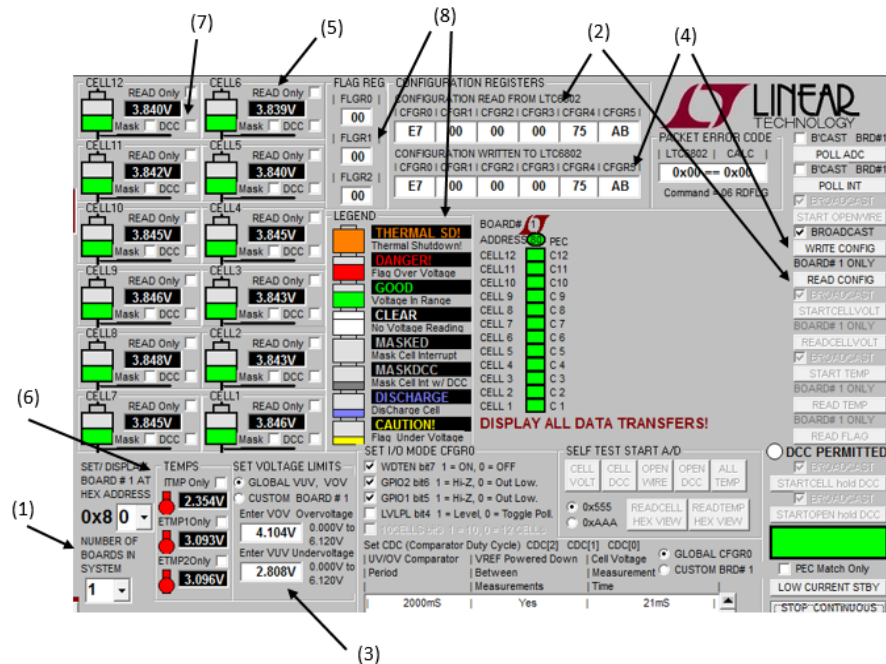 (7)
(5)
(8)
(2)
(4)
CELL12
READ Only
3.840V
Mask DCC
CELL6
READ Only
3.839V
Mask DCC
CELL11
READ Only
3.842V
Mask DCC
CELL5
READ Only
3.840V
Mask DCC
CELL10
READ Only
3.845V
Mask DCC
CELL4
READ Only
3.845V
Mask DCC
CELL9
READ Only
3.846V
Mask DCC
CELL3
READ Only
3.843V
Mask DCC
CELL8
READ Only
3.848V
Mask DCC
CELL2
READ Only
3.843V
Mask DCC
CELL7
READ Only
3.845V
Mask DCC
CELL1
READ Only
3.846V
Mask DCC
FLAG REG
| FLGR0 |
00
| FLGR1 |
00
| FLGR2 |
00
CONFIGURATION REGISTERS
CONFIGURATION READ FROM LTC6802
| CFGR0 | CFGR1 | CFGR2 | CFGR3 | CFGR4 | CFGR5 |
E7 00 00 00 75 AB
CONFIGURATION WRITTEN TO LTC6802
| CFGR0 | CFGR1 | CFGR2 | CFGR3 | CFGR4 | CFGR5 |
E7 00 00 00 75 AB
LINEAR
TECHNOLOGY
PACKET ERROR CODE
| LTC6802 | CALC |
0x00 == 0x00
Command = 06 RDFLG
B'CAST BRD#1
POLL ADC
B'CAST BRD#1
POLL INT
BROADCAST
START OPENWIRE
BROADCAST
WRITE CONFIG
BOARD# 1 ONLY
READ CONFIG
BROADCAST
STARTCELLVOLT
BOARD# 1 ONLY
READCELLVOLT
BROADCAST
START TEMP
BOARD# 1 ONLY
READ TEMP
BOARD# 1 ONLY
READ FLAG
LEGEND
THERMAL SD!
Thermal Shutdown!
DANGER!
Flag Over Voltage
GOOD
Voltage In Range
CLEAR
No Voltage Reading
MASKED
Mask Cell Interrupt
MASKDCC
Mask Cell Int w/ DCC
DISCHARGE
DisCharge Cell
CAUTION!
Flag Under Voltage
BOARD# 1
ADDRESS 80 PEC
CELL12 C12
CELL11 C11
CELL10 C10
CELL 9 C 9
CELL 8 C 8
CELL 7 C 7
CELL 6 C 6
CELL 5 C 5
CELL 4 C 4
CELL 3 C 3
CELL 2 C 2
CELL 1 C 1
DISPLAY ALL DATA TRANSFERS!
(6)
(1)
SET/ DISPLAY
BOARD # 1 AT
HEX ADDRESS
0x8 0
NUMBER OF
BOARDS IN
SYSTEM
1
TEMPS
ITMP Only
2.354V
ETMP1Only
3.093V
ETMP2Only
3.096V
SET VOLTAGE LIMITS
GLOBAL VUV, VOV
CUSTOM BOARD # 1
Enter VOV Overvoltage
4.104V
0.000V to
6.120V
Enter VUV Undervoltage
2.808V
0.000V to
6.120V
SET I/O MODE CFGR0
WDTEN bit7 1 = ON, 0 = OFF
GPIO2 bit6 1 = Hi-Z, 0 = Out Low.
GPIO1 bit5 1 = Hi-Z, 0 = Out Low.
LVLPL bit4 1 = Level, 0 = Toggle Poll.
10CELLS bit3 1 = 10, 0 = 12 CELLS
SELF TEST START A/D
CELL VOLT
CELL DCC
OPEN WIRE
OPEN DCC
ALL TEMP
0x555
0xAAA
READCELL HEX VIEW
READTEMP HEX VIEW
Set CDC (Comparator Duty Cycle) CDC[2] CDC[1] CDC[0]
GLOBAL CFGR0
CUSTOM BRD# 1
| UV/OV Comparator | VREF Powered Down | Cell Voltage
| Period | Between | Measurement
| | Measurements | Time |
| 2000mS | Yes | 21mS |
DCC PERMITTED
BROADCAST
STARTCELL hold DCC
BROADCAST
STARTOPEN hold DCC
PEC Match Only
LOW CURRENT STBY
STOP CONTINUOUS
(3)